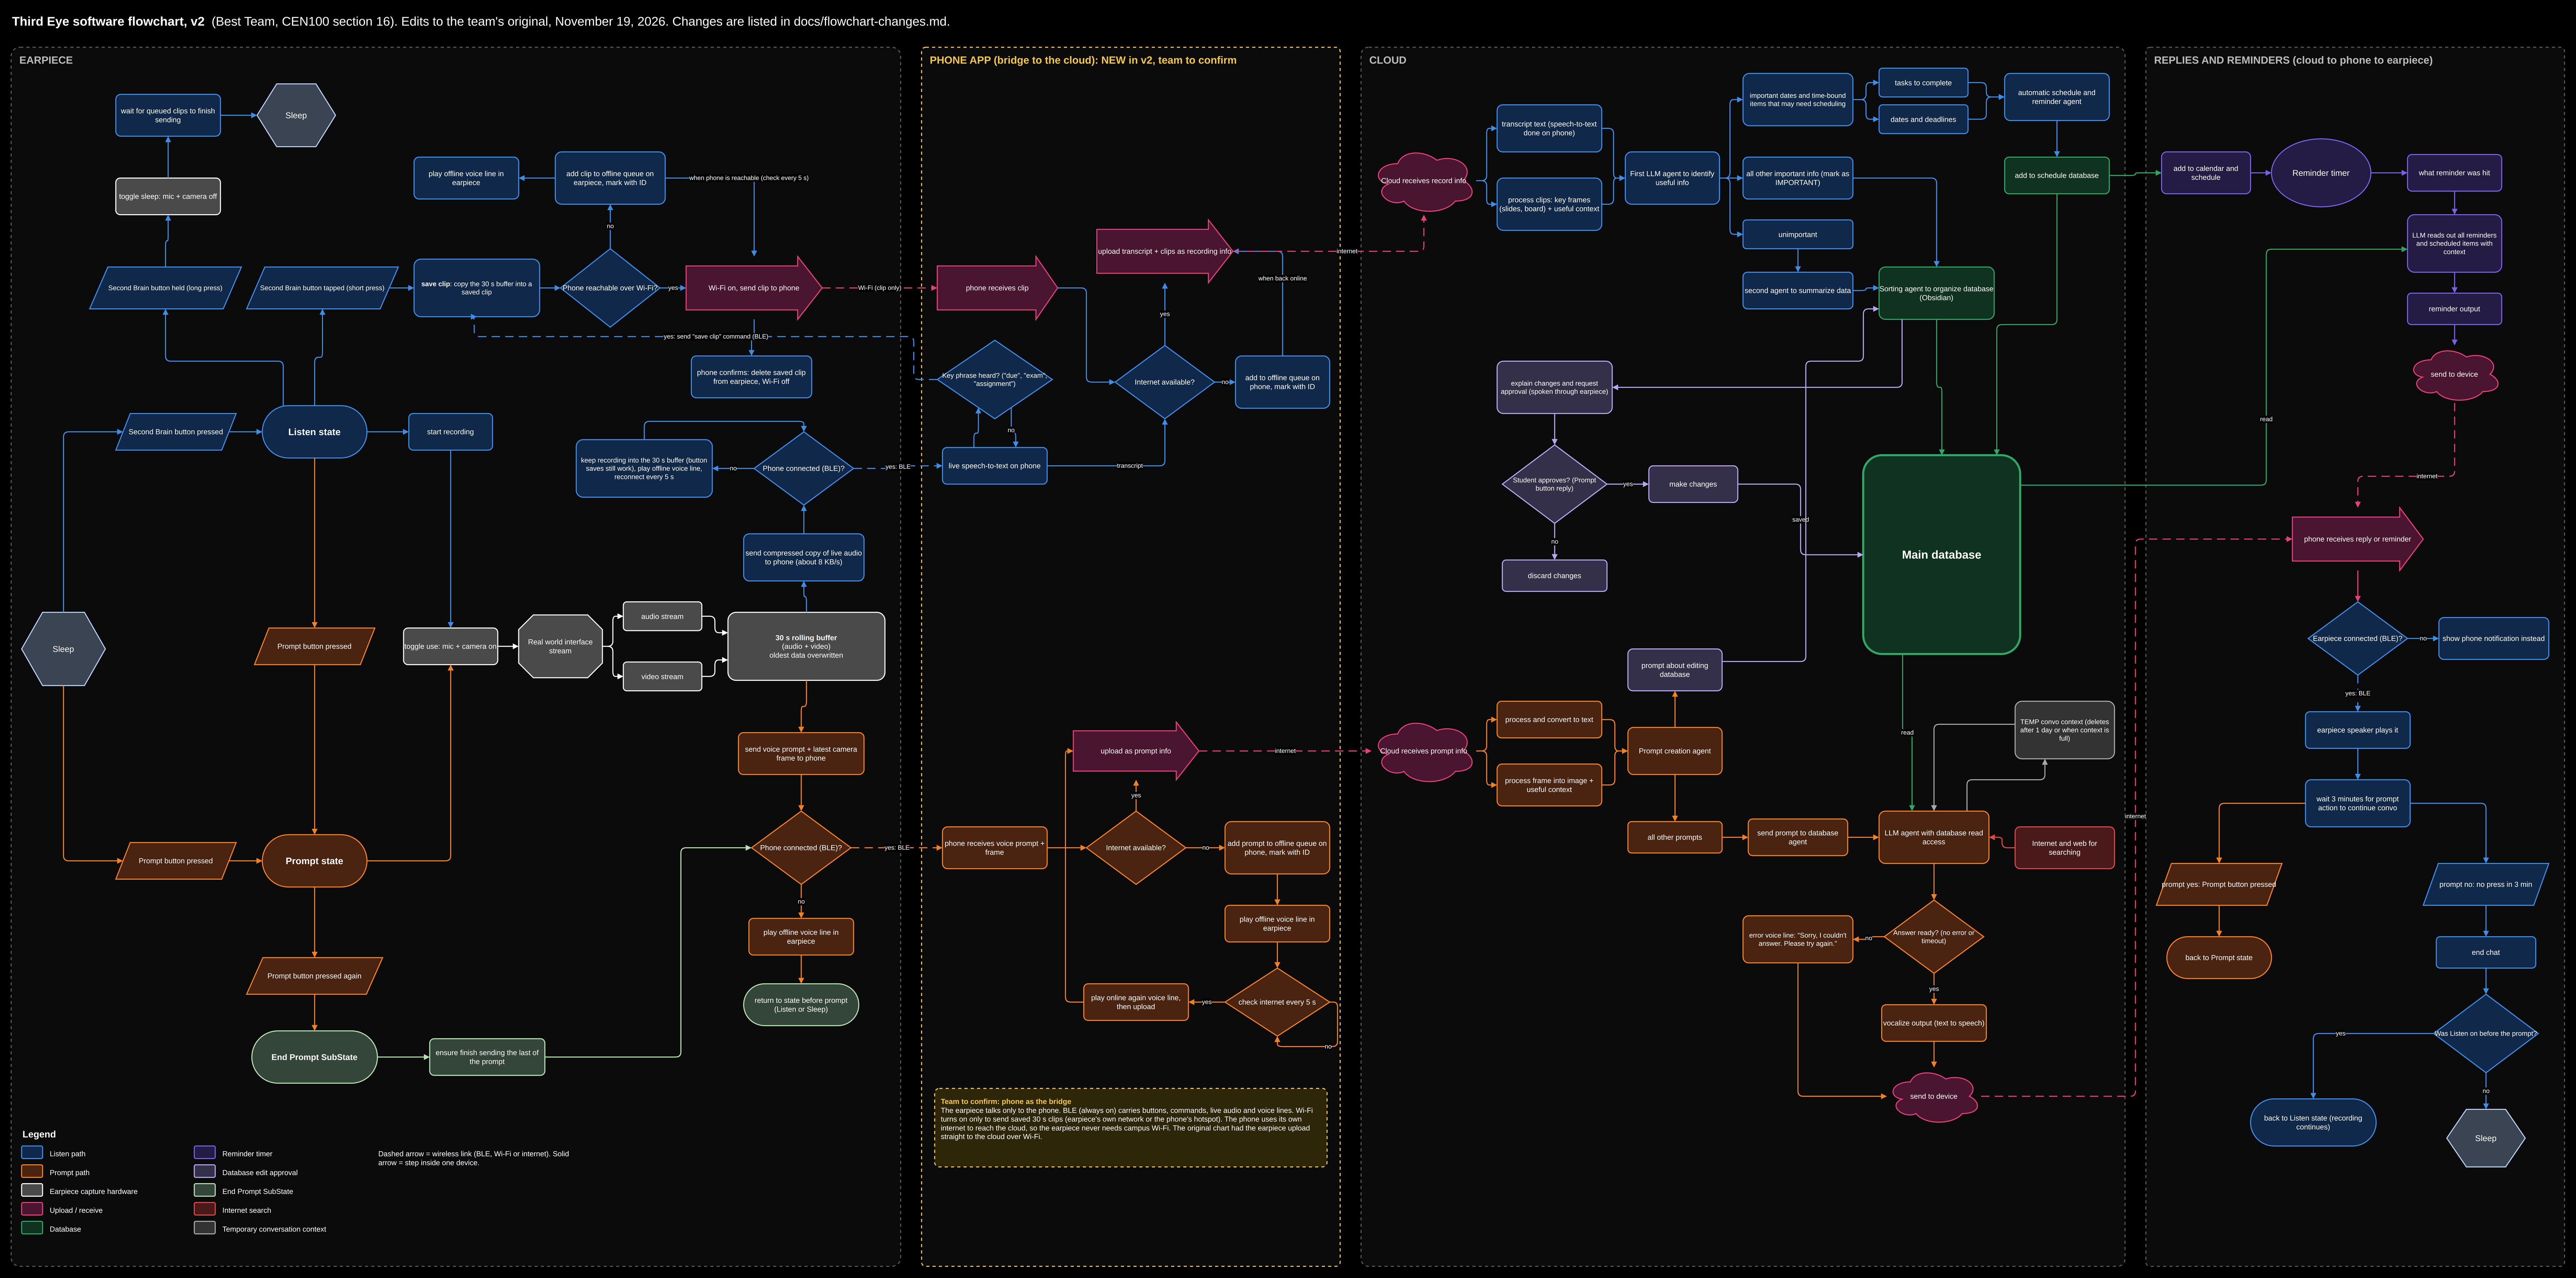 Third Eye software flowchart, v2 (Best Team, CEN100 section 16). Edits to the team's original, November 19, 2026. Changes are listed in docs/flowchart-changes.md.
EARPIECE
wait for queued clips to finish
sending
Sleep
toggle sleep: mic + camera off
play offline voice line in
earpiece
add clip to offline queue on
earpiece, mark with ID
when phone is reachable (check every 5 s)
no
Second Brain button held (long press)
Second Brain button tapped (short press)
save clip: copy the 30 s buffer into a
saved clip
Phone reachable over Wi-Fi?
yes
Wi-Fi on, send clip to phone
Wi-Fi (clip only)
yes: send "save clip" command (BLE)
phone confirms: delete saved clip
from earpiece, Wi-Fi off
Second Brain button pressed
Listen state
start recording
keep recording into the 30 s buffer (button
saves still work), play offline voice line,
reconnect every 5 s
no
Phone connected (BLE)?
yes: BLE
send compressed copy of live audio
to phone (about 8 KB/s)
Sleep
Prompt button pressed
toggle use: mic + camera on
Real world interface
stream
audio stream
video stream
30 s rolling buffer
(audio + video)
oldest data overwritten
send voice prompt + latest camera
frame to phone
Prompt button pressed
Prompt state
Phone connected (BLE)?
yes: BLE
no
play offline voice line in
earpiece
Prompt button pressed again
return to state before prompt
(Listen or Sleep)
End Prompt SubState
ensure finish sending the last of
the prompt
Legend
Listen path
Prompt path
Earpiece capture hardware
Upload / receive
Database
Reminder timer
Database edit approval
End Prompt SubState
Internet search
Temporary conversation context
Dashed arrow = wireless link (BLE, Wi-Fi or internet). Solid
arrow = step inside one device.
PHONE APP (bridge to the cloud): NEW in v2, team to confirm
upload transcript + clips as recording info
internet
when back online
phone receives clip
yes
Key phrase heard? ("due", "exam",
"assignment")
Internet available?
no
add to offline queue on
phone, mark with ID
no
live speech-to-text on phone
transcript
upload as prompt info
internet
yes
phone receives voice prompt +
frame
Internet available?
no
add prompt to offline queue on
phone, mark with ID
play offline voice line in
earpiece
play online again voice line,
then upload
yes
check internet every 5 s
no
Team to confirm: phone as the bridge
The earpiece talks only to the phone. BLE (always on) carries buttons, commands, live audio and voice lines. Wi-Fi
turns on only to send saved 30 s clips (earpiece's own network or the phone's hotspot). The phone uses its own
internet to reach the cloud, so the earpiece never needs campus Wi-Fi. The original chart had the earpiece upload
straight to the cloud over Wi-Fi.
CLOUD
Cloud receives record info
transcript text (speech-to-text
done on phone)
process clips: key frames
(slides, board) + useful context
First LLM agent to identify
useful info
important dates and time-bound
items that may need scheduling
tasks to complete
dates and deadlines
automatic schedule and
reminder agent
all other important info (mark as
IMPORTANT)
add to schedule database
unimportant
second agent to summarize data
Sorting agent to organize database
(Obsidian)
explain changes and request
approval (spoken through earpiece)
Student approves? (Prompt
button reply)
yes
make changes
saved
no
discard changes
Main database
prompt about editing
database
Cloud receives prompt info
process and convert to text
process frame into image +
useful context
Prompt creation agent
all other prompts
send prompt to database
agent
read
LLM agent with database read
access
TEMP convo context (deletes
after 1 day or when context is
full)
Internet and web for
searching
internet
error voice line: "Sorry, I couldn't
answer. Please try again."
no
Answer ready? (no error or
timeout)
yes
vocalize output (text to speech)
send to device
REPLIES AND REMINDERS (cloud to phone to earpiece)
add to calendar and
schedule
Reminder timer
what reminder was hit
LLM reads out all reminders
and scheduled items with
context
reminder output
send to device
read
internet
phone receives reply or reminder
Earpiece connected (BLE)?
no
show phone notification instead
yes: BLE
earpiece speaker plays it
wait 3 minutes for prompt
action to continue convo
prompt yes: Prompt button pressed
prompt no: no press in 3 min
back to Prompt state
end chat
Was Listen on before the prompt?
yes
no
back to Listen state (recording
continues)
Sleep